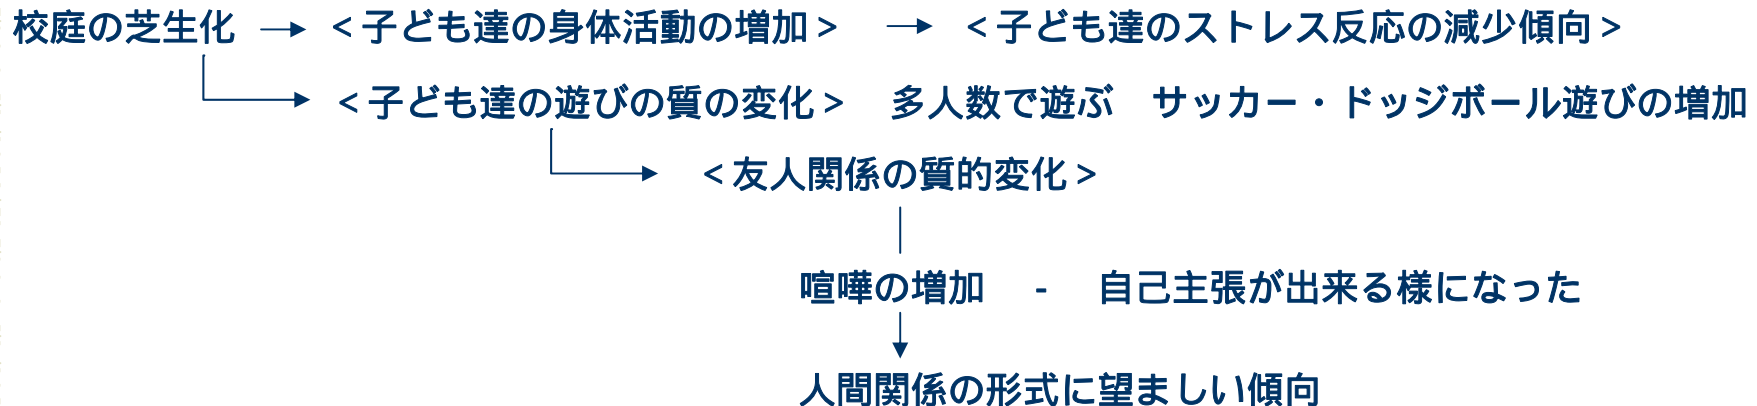 校庭の芝生化 → <子ども達の身体活動の増加> → <子ども達のストレス反応の減少傾向>
<子ども達の遊びの質の変化> 多人数で遊ぶ サッカー・ドッジボール遊びの増加
<友人関係の質的変化>
喧嘩の増加 - 自己主張が出来る様になった
人間関係の形式に望ましい傾向